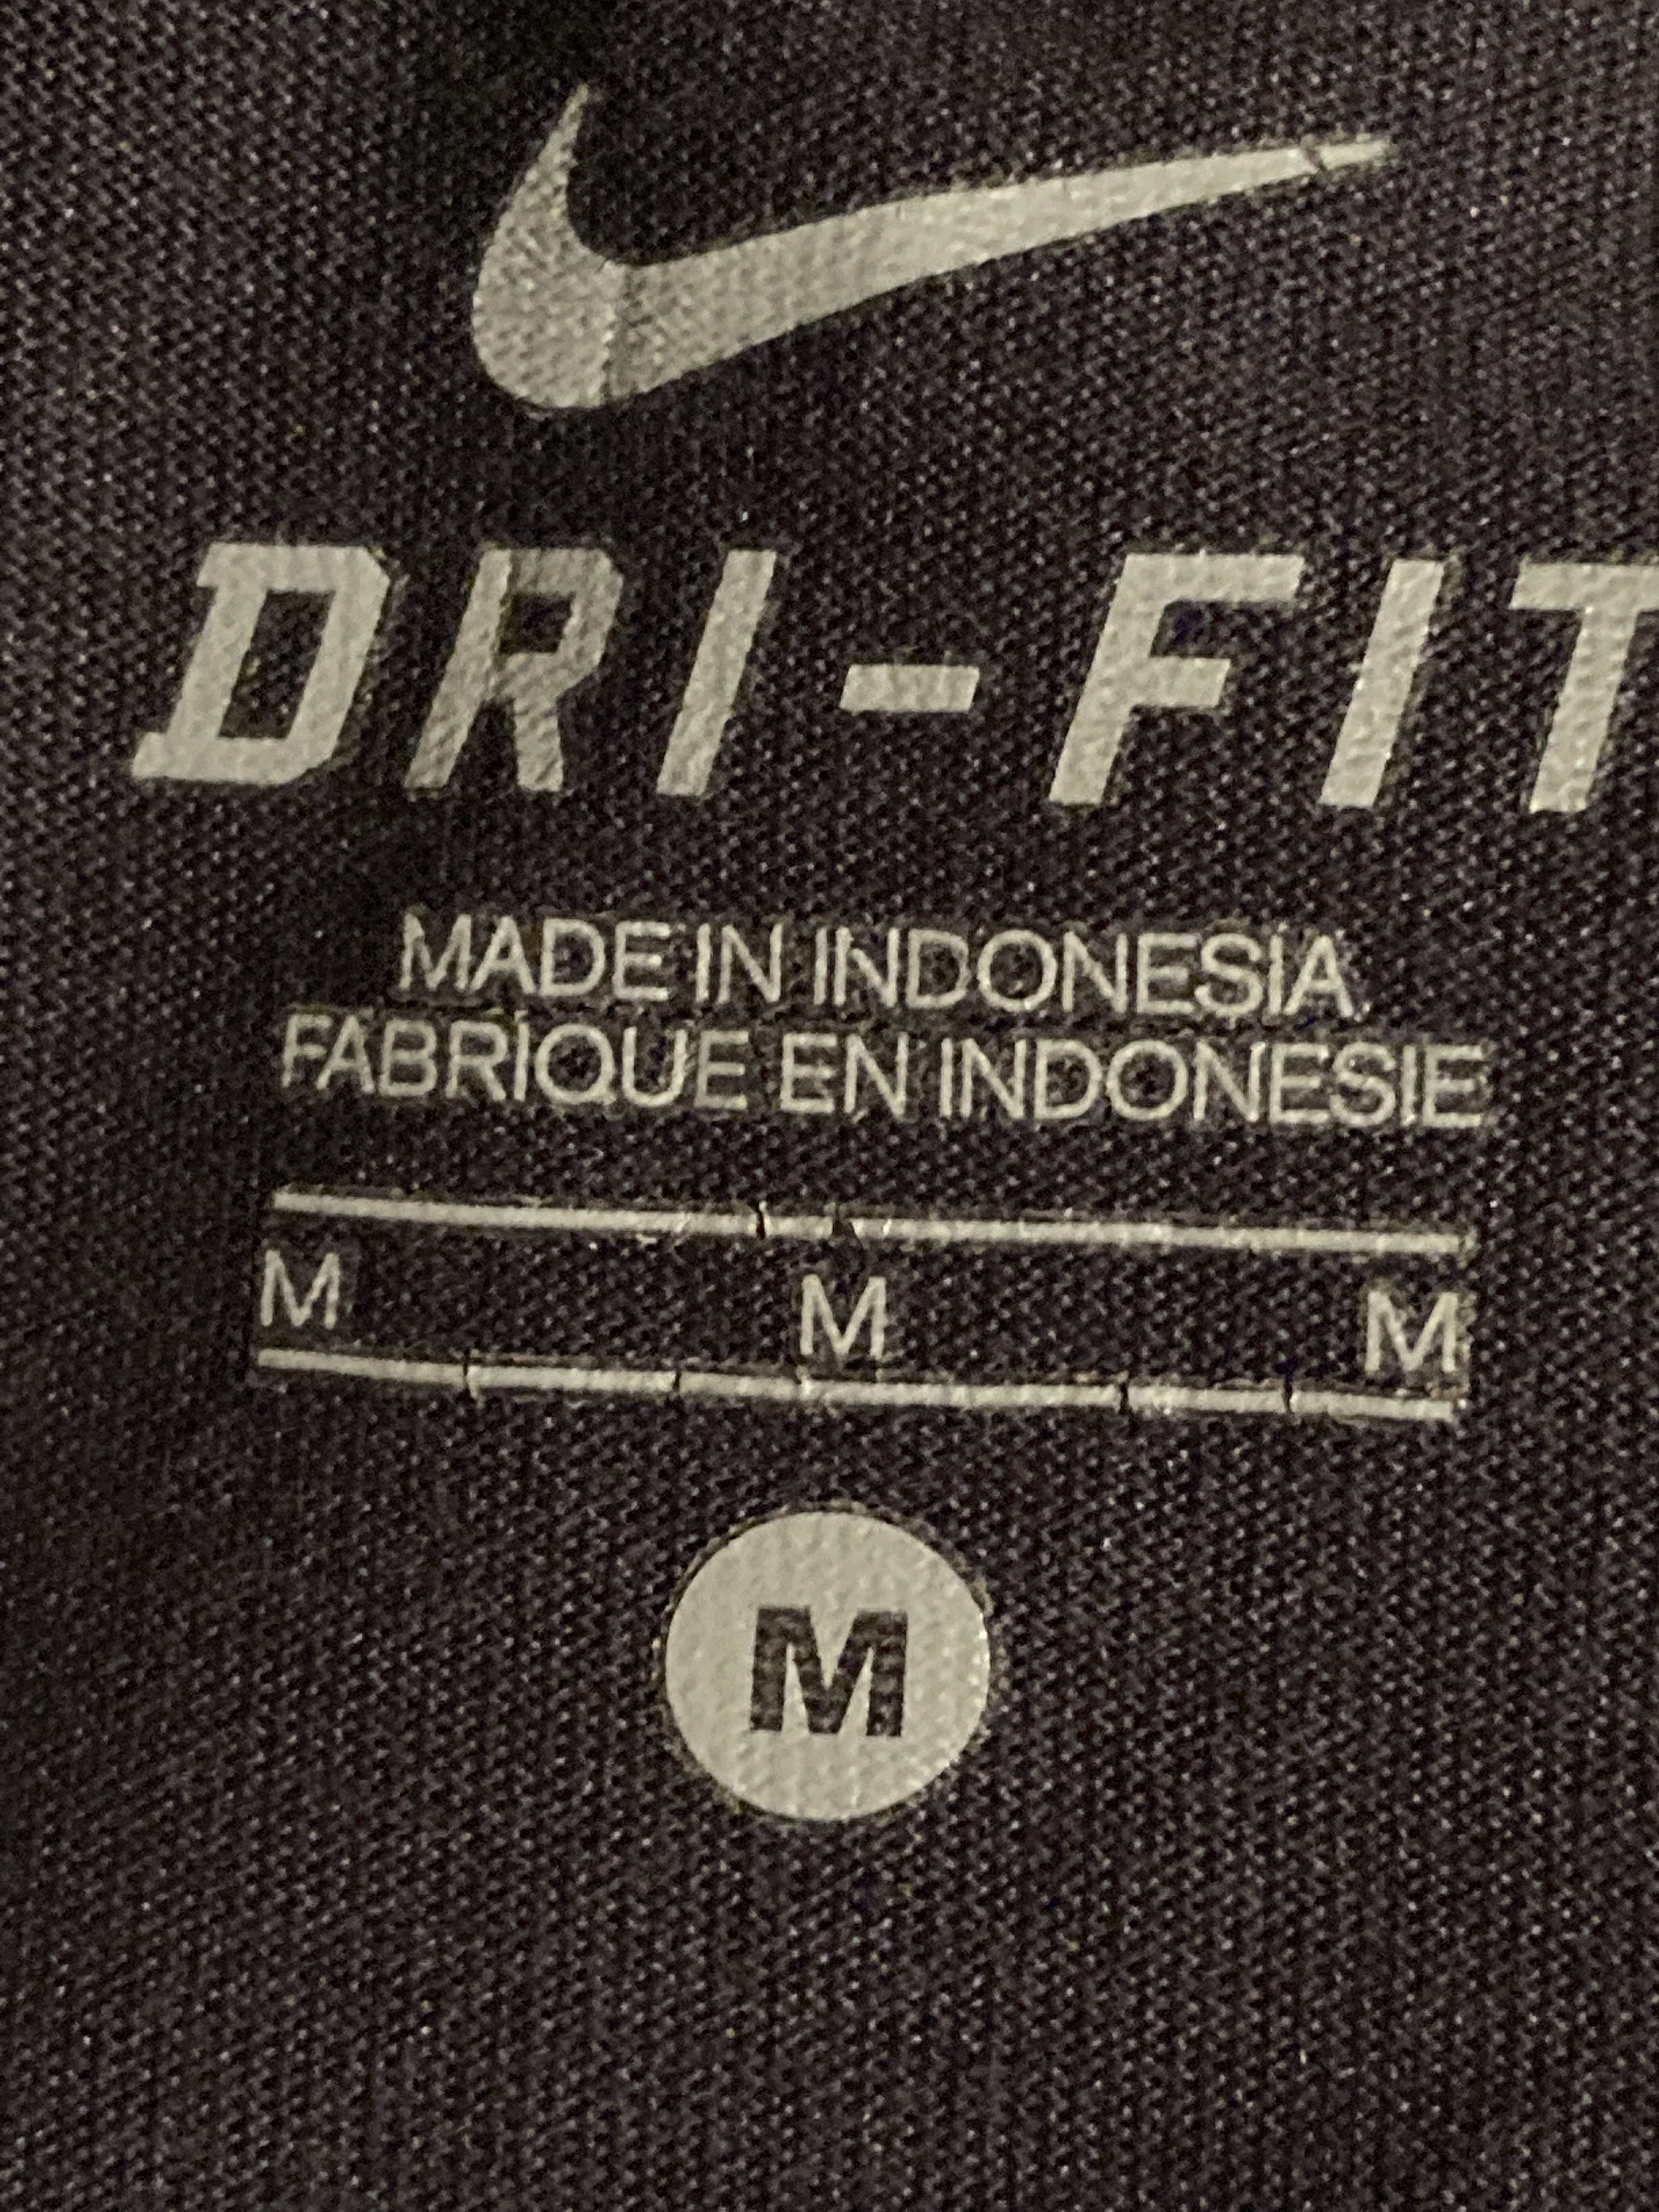 DRI-FIT
MADE IN INDONESIA
FABRIQUE EN INDONESIE
M M M
M